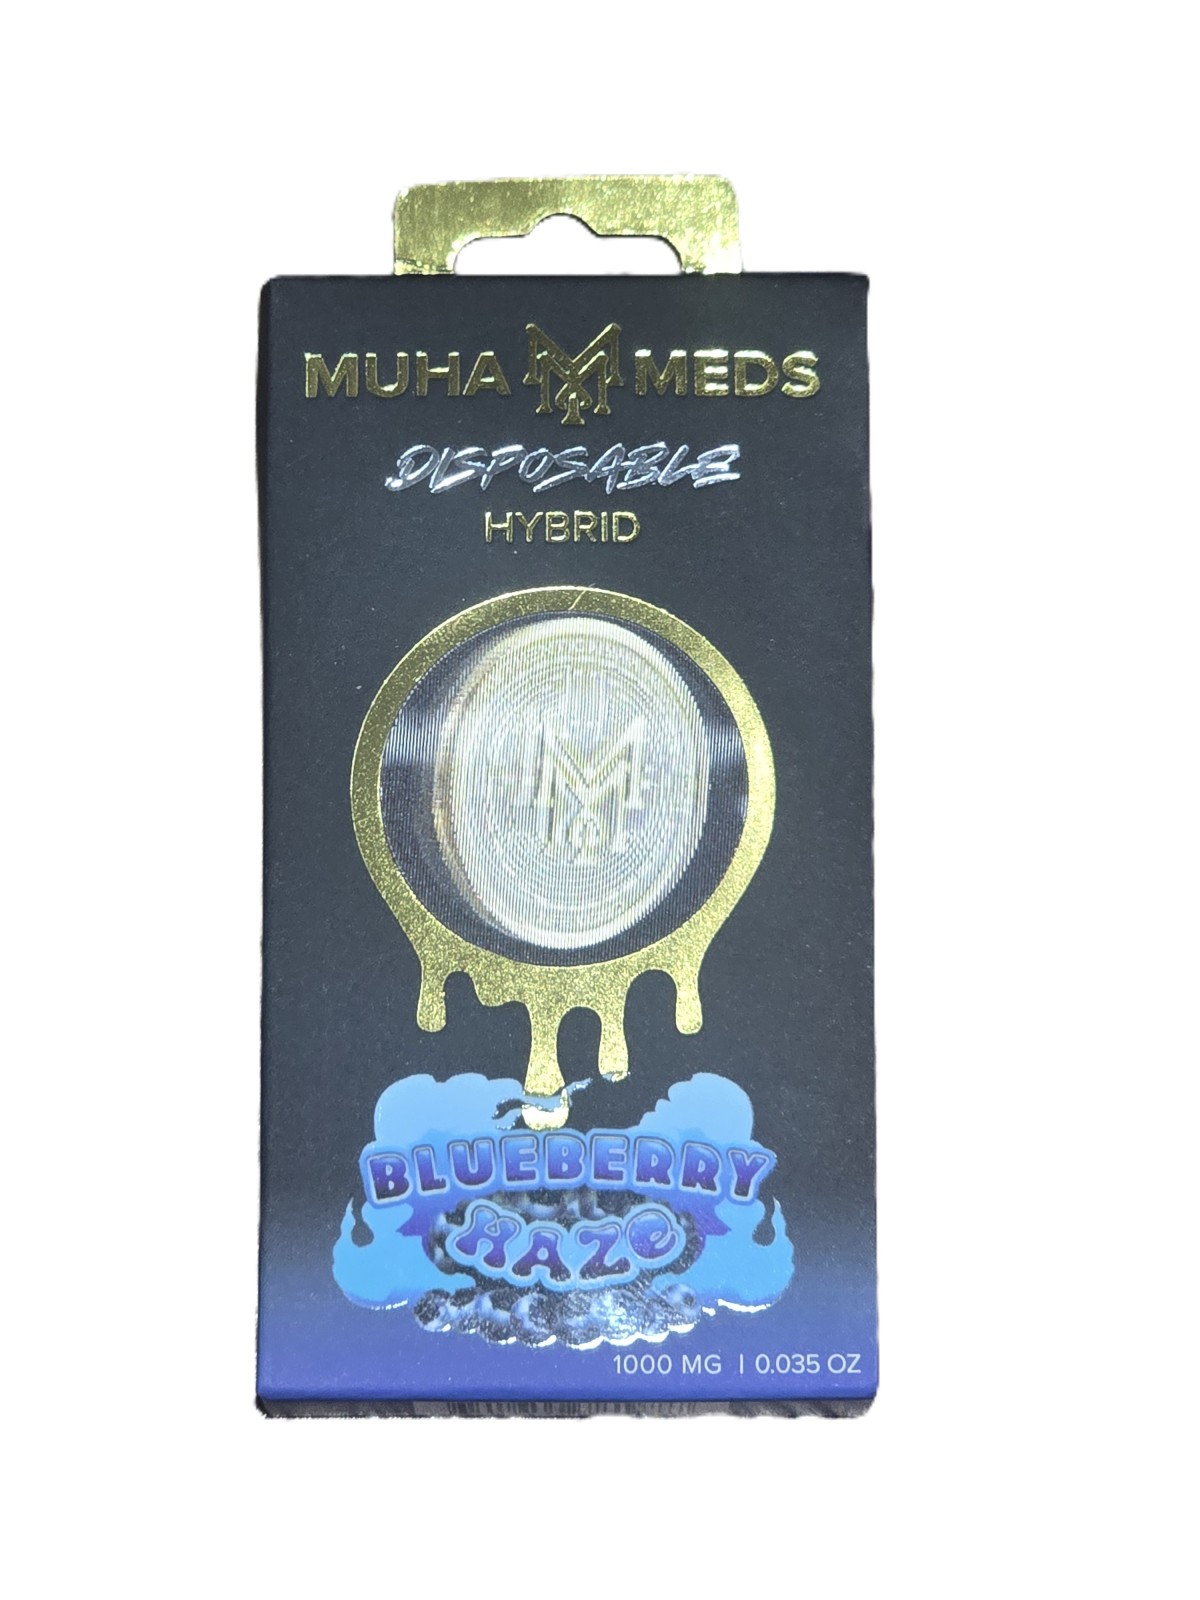 MUHA MEDS
DISPOSABLE
HYBRID
BLUEBERRY
HAZe
1000 MG | 0.035 OZ